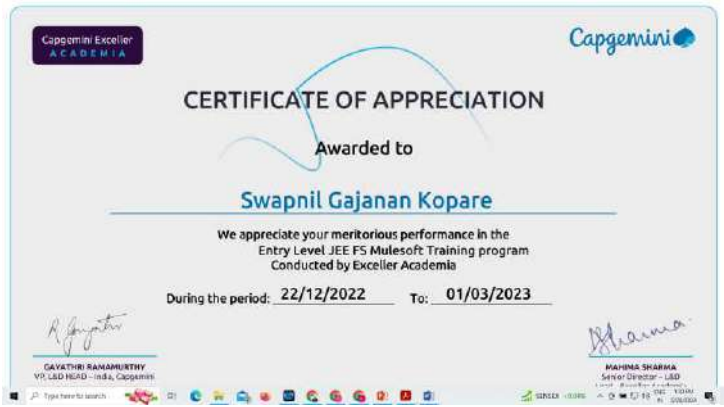 Capgemini Exceller
ACADEMIA
Capgemini
CERTIFICATE OF APPRECIATION
Awarded to
Swapnil Gajanan Kopare
We appreciate your meritorious performance in the
Entry Level JEE FS Mulesoft Training program
Conducted by Exceller Academia
During the period: 22/12/2022 To: 01/03/2023
GAYATHRI RAMAMURTHY
VP, L&D HEAD – India, Capgemini
MAHIMA SHARMA
Senior Director – L&D
Type here to search
SENSEX